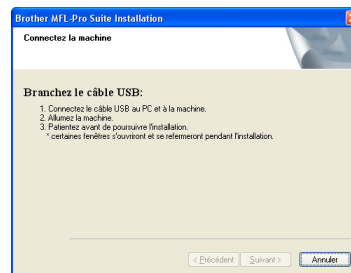 Brother MFL-Pro Suite Installation
Connectez la machine
Branchez le câble USB:
1. Connectez le câble USB au PC et à la machine.
2. Allumez la machine.
3. Patientez avant de poursuivre l'installation.
* certaines fenêtres s'ouvriront et se refermeront pendant l'installation.
< Précédent Suivant > Annuler